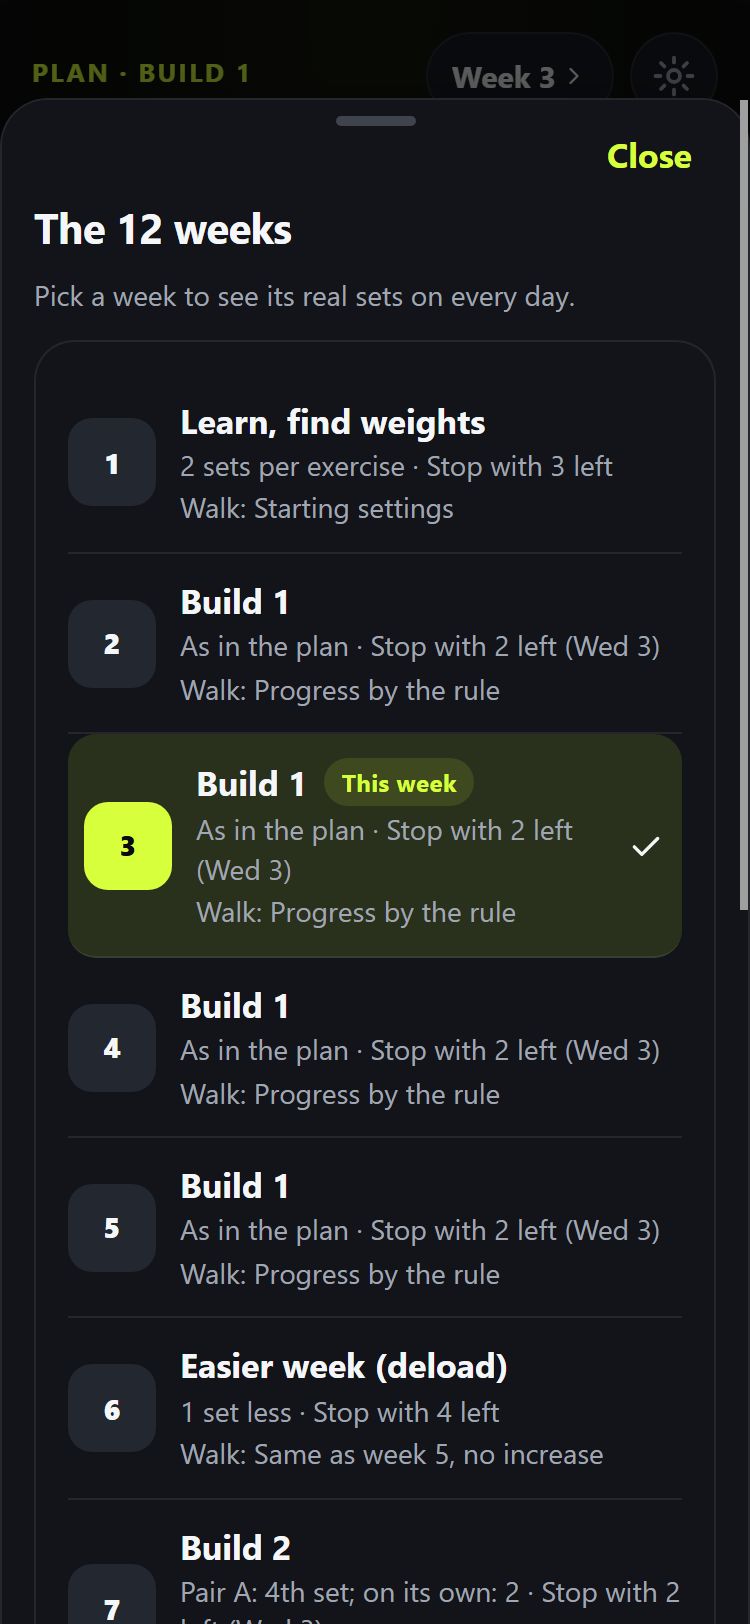 PLAN · BUILD 1
Week 3
Close
The 12 weeks
Pick a week to see its real sets on every day.
1
Learn, find weights
2 sets per exercise · Stop with 3 left
Walk: Starting settings
2
Build 1
As in the plan · Stop with 2 left (Wed 3)
Walk: Progress by the rule
3
Build 1
This week
As in the plan · Stop with 2 left
(Wed 3)
Walk: Progress by the rule
4
Build 1
As in the plan · Stop with 2 left (Wed 3)
Walk: Progress by the rule
5
Build 1
As in the plan · Stop with 2 left (Wed 3)
Walk: Progress by the rule
6
Easier week (deload)
1 set less · Stop with 4 left
Walk: Same as week 5, no increase
7
Build 2
Pair A: 4th set; on its own: 2 · Stop with 2
left (Wed 3)